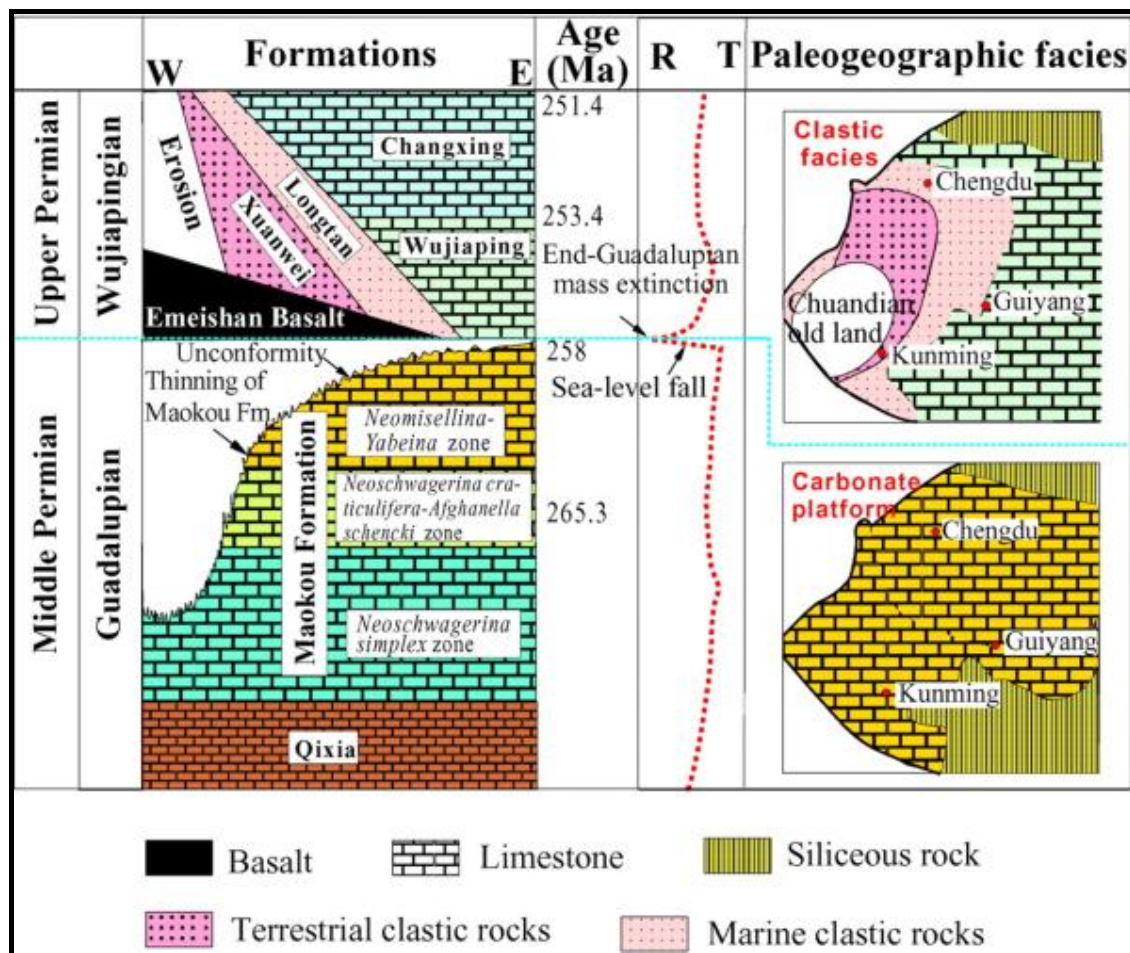 Formations
W
E
Age
(Ma)
R
T
Paleogeographic facies
Upper Permian
Wujiapingian
Erosion
Xuanwei
Longtan
Changxing
Wujiaping
Emeishan Basalt
251.4
253.4
End-Guadalupian
mass extinction
258
Sea-level fall
265.3
Clastic
facies
Chengdu
Chuandian
old land
Guiyang
Kunming
Middle Permian
Guadalupian
Unconformity
Thinning of
Maokou Fm
Maokou Formation
Neomisellina-
Yabeina zone
Neoschwagerina cra-
ticulifera-Afghanella
schencki zone
Neoschwagerina
simplex zone
Qixia
Carbonate
platform
Chengdu
Guiyang
Kunming
Basalt
Limestone
Siliceous rock
Terrestrial clastic rocks
Marine clastic rocks